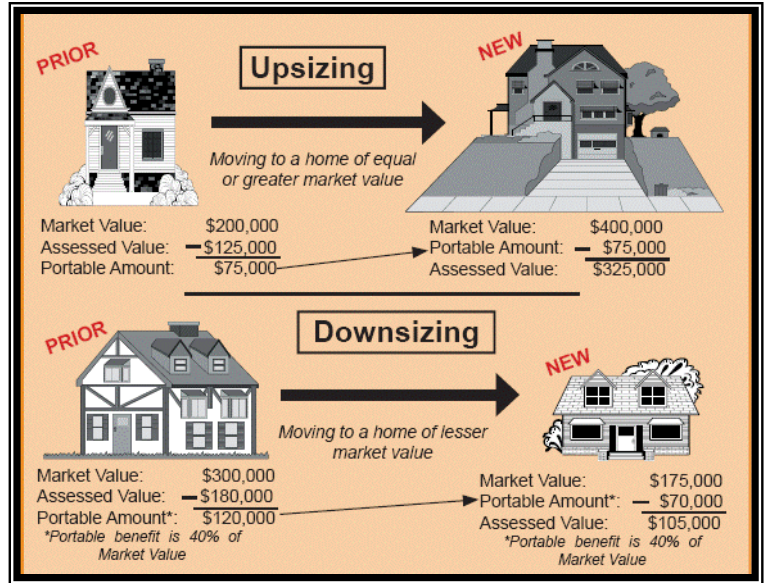 PRIOR
Upsizing
NEW
Moving to a home of equal
or greater market value
Market Value: $200,000
Assessed Value: –$125,000
Portable Amount: $75,000
Market Value: $400,000
Portable Amount: – $75,000
Assessed Value: $325,000
PRIOR
Downsizing
NEW
Moving to a home of lesser
market value
Market Value: $300,000
Assessed Value: –$180,000
Portable Amount*: $120,000
*Portable benefit is 40% of
Market Value
Market Value: $175,000
Portable Amount*: – $70,000
Assessed Value: $105,000
*Portable benefit is 40% of
Market Value